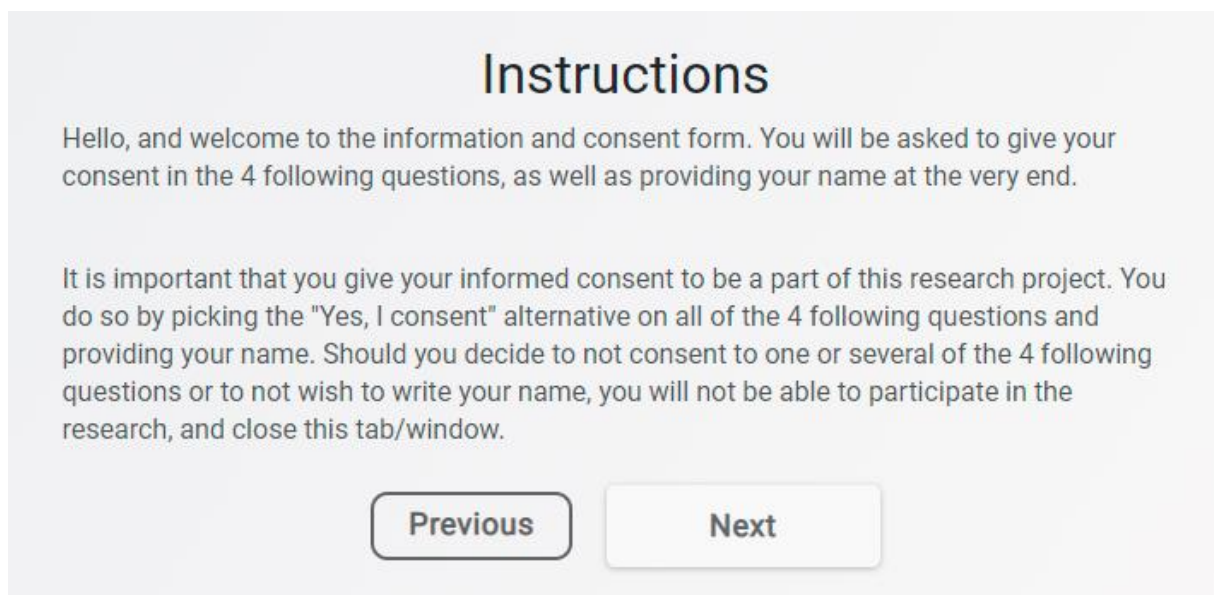 Instructions
Hello, and welcome to the information and consent form. You will be asked to give your
consent in the 4 following questions, as well as providing your name at the very end.
It is important that you give your informed consent to be a part of this research project. You
do so by picking the "Yes, I consent" alternative on all of the 4 following questions and
providing your name. Should you decide to not consent to one or several of the 4 following
questions or to not wish to write your name, you will not be able to participate in the
research, and close this tab/window.
Previous
Next